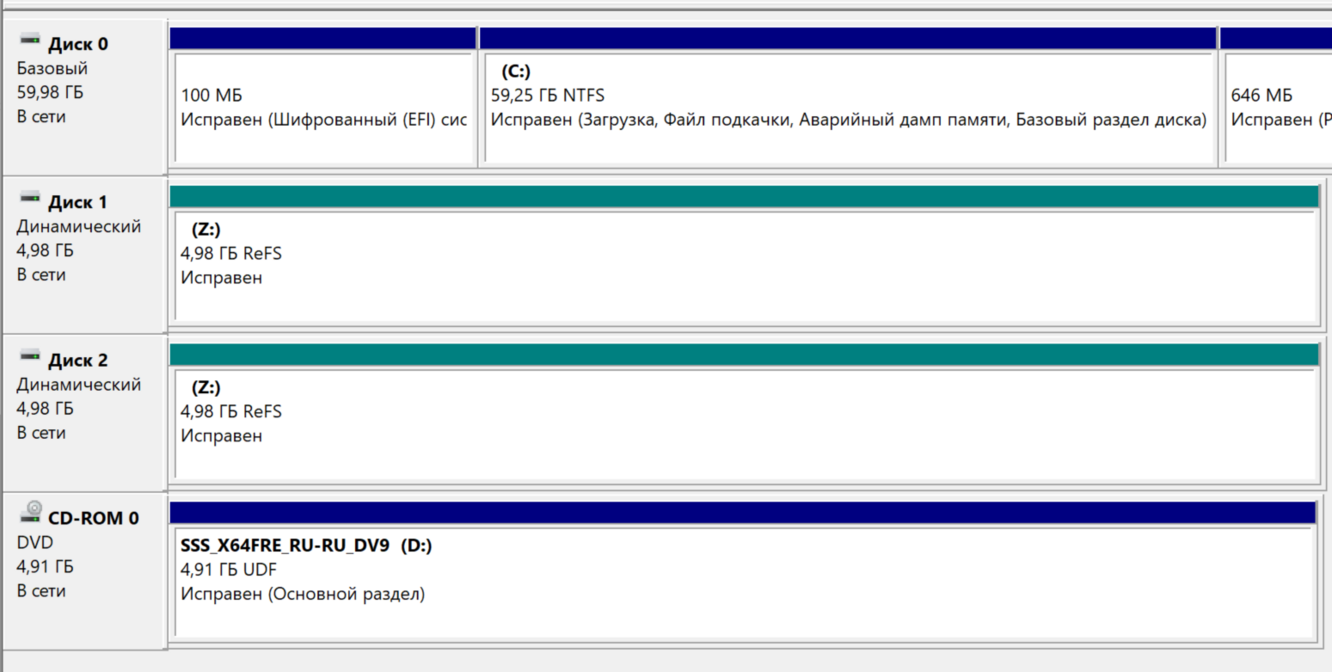 Диск 0
Базовый
59,98 ГБ
В сети
100 МБ
Исправен (Шифрованный (EFI) сис
(C:)
59,25 ГБ NTFS
Исправен (Загрузка, Файл подкачки, Аварийный дамп памяти, Базовый раздел диска)
646 МБ
Исправен (Р
Диск 1
Динамический
4,98 ГБ
В сети
(Z:)
4,98 ГБ ReFS
Исправен
Диск 2
Динамический
4,98 ГБ
В сети
(Z:)
4,98 ГБ ReFS
Исправен
CD-ROM 0
DVD
4,91 ГБ
В сети
SSS_X64FRE_RU-RU_DV9 (D:)
4,91 ГБ UDF
Исправен (Основной раздел)